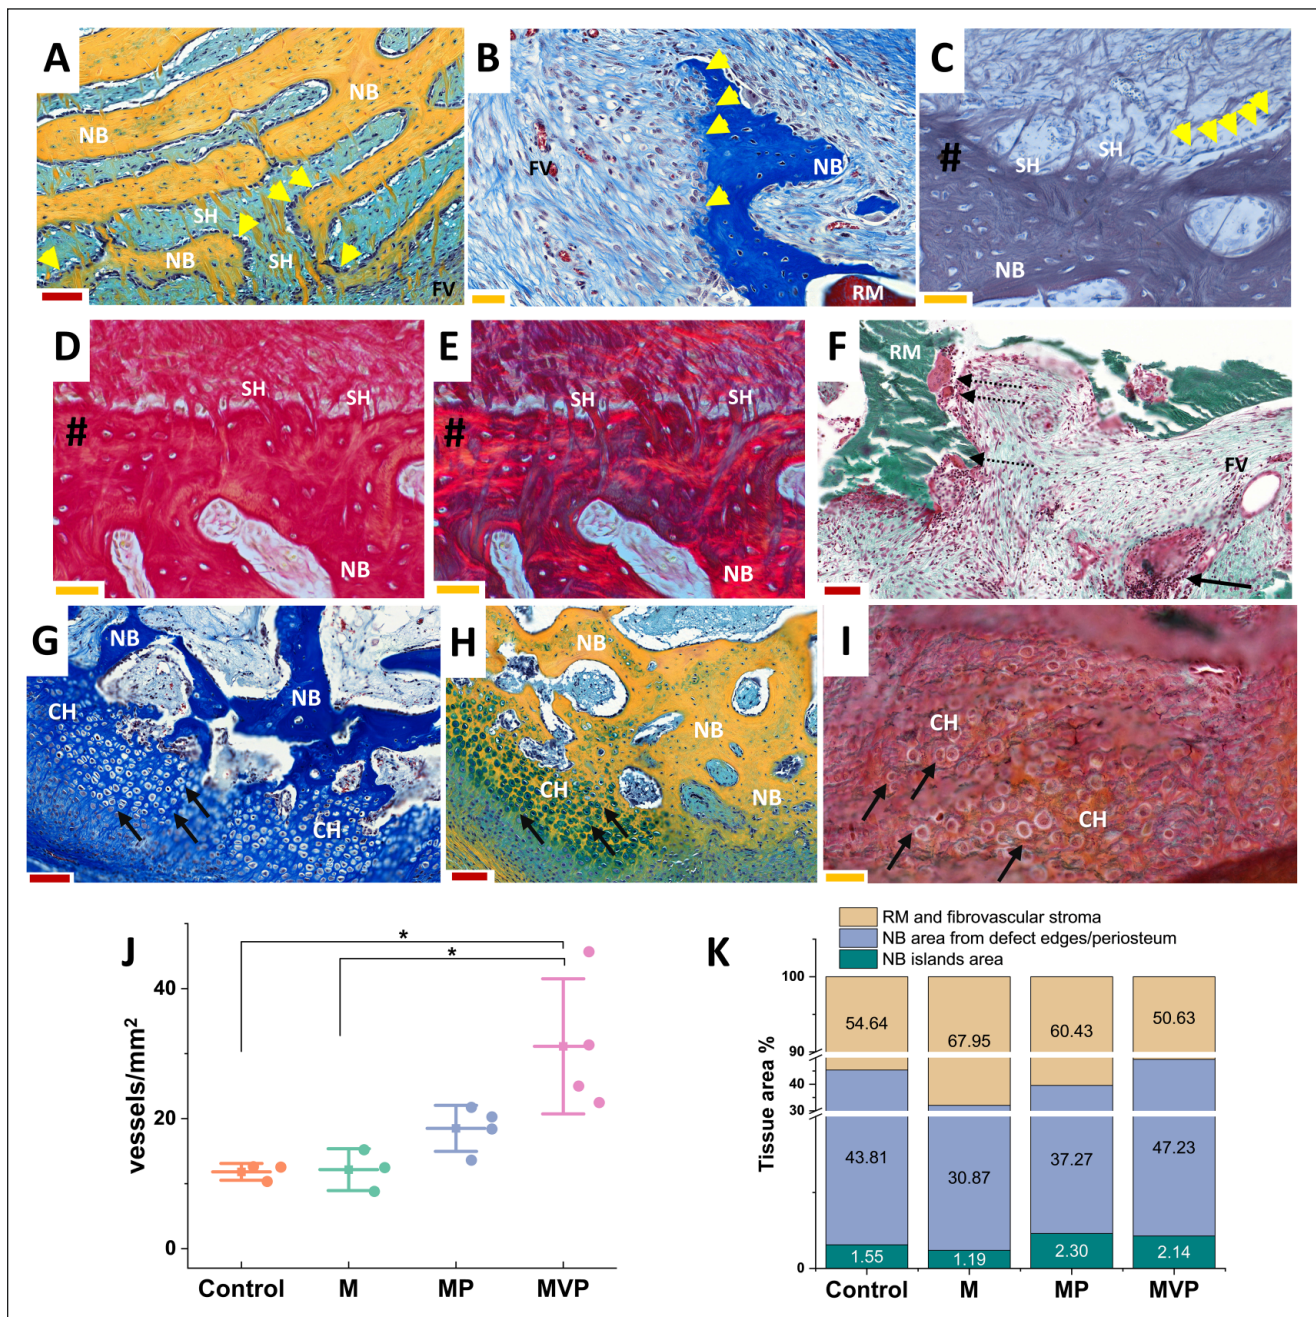 A
NB
NB
SH
NB
SH
FV
B
FV
NB
RM
C
#
SH
SH
NB
D
SH
SH
#
NB
E
SH
SH
#
NB
F
RM
FV
G
NB
NB
CH
CH
H
NB
NB
CH
NB
I
CH
CH
J
*
*
vessels/mm²
40
20
0
Control M MP MVP
K
RM and fibrovascular stroma
NB area from defect edges/periosteum
NB islands area
Tissue area %
100
90
40
30
0
54.64 67.95 60.43 50.63
43.81 30.87 37.27 47.23
1.55 1.19 2.30 2.14
Control M MP MVP